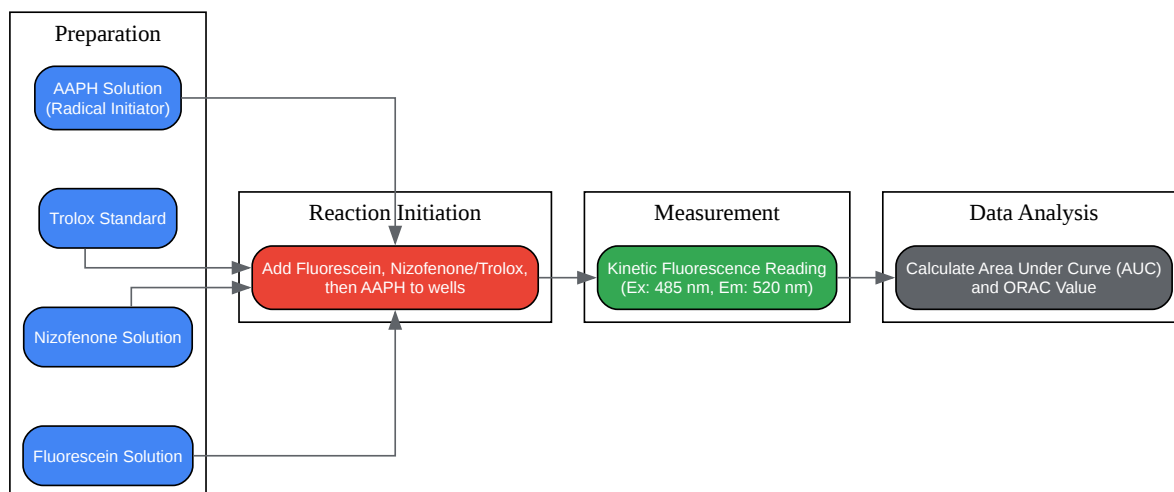 Preparation
AAPH Solution
(Radical Initiator)
Trolox Standard
Nizofenone Solution
Fluorescein Solution
Reaction Initiation
Add Fluorescein, Nizofenone/Trolox,
then AAPH to wells
Measurement
Kinetic Fluorescence Reading
(Ex: 485 nm, Em: 520 nm)
Data Analysis
Calculate Area Under Curve (AUC)
and ORAC Value